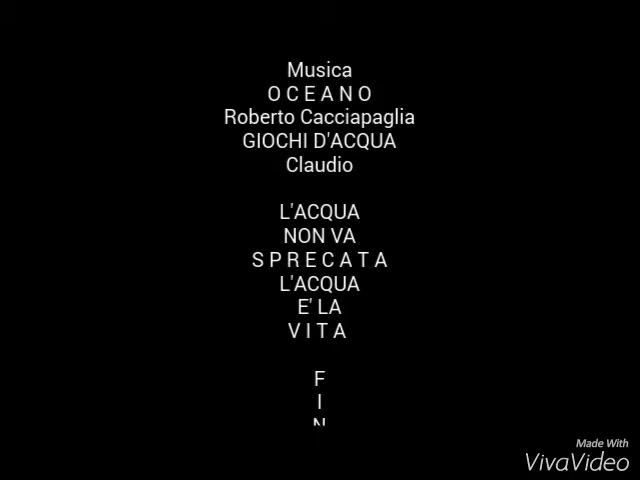 Musica
O C E A N O
Roberto Cacciapaglia
GIOCHI D'ACQUA
Claudio
L'ACQUA
NON VA
S P R E C A T A
L'ACQUA
E' LA
V I T A
F
I
N
Made With
VivaVideo